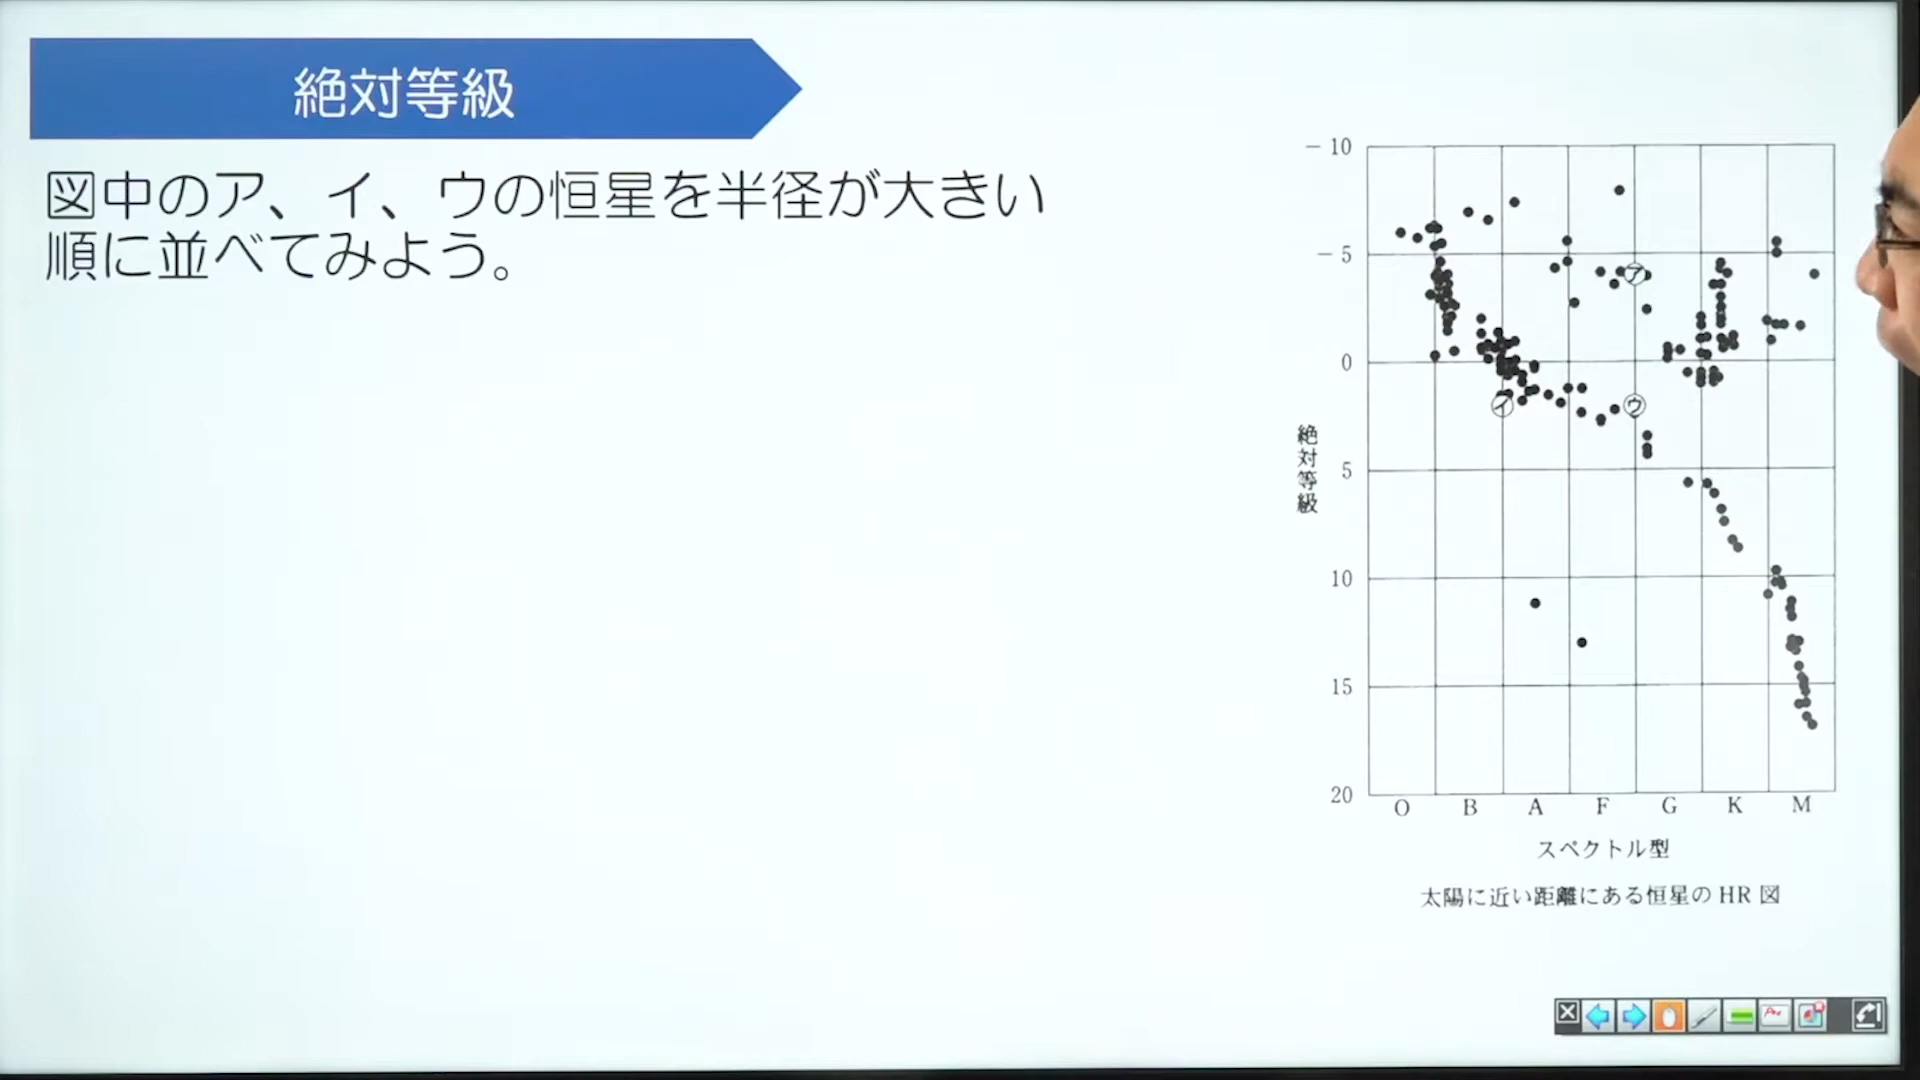 絶対等級
図中のア、イ、ウの恒星を半径が大きい
順に並べてみよう。
-10
-5
0
5
10
15
20
絶対等級
ア
イ
ウ
O B A F G K M
スペクトル型
太陽に近い距離にある恒星の HR 図